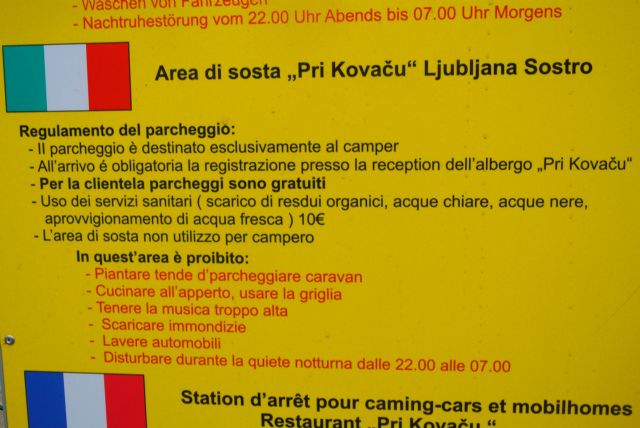 - Waschen von Fahrzeugen
- Nachtruhestörung vom 22.00 Uhr Abends bis 07.00 Uhr Morgens
Area di sosta „Pri Kovaču“ Ljubljana Sostro
Regulamento del parcheggio:
- Il parcheggio è destinato esclusivamente al camper
- All'arrivo é obligatoria la registrazione presso la reception dell'albergo „Pri Kovaču“
- Per la clientela parcheggi sono gratuiti
- Uso dei servizi sanitari ( scarico di resdui organici, acque chiare, acque nere,
aprovvigionamento di acqua fresca ) 10€
- L'area di sosta non utilizzo per campero
In quest'area è proibito:
- Piantare tende d'parcheggiare caravan
- Cucinare all'apperto, usare la griglia
- Tenere la musica troppo alta
- Scaricare immondizie
- Lavere automobili
- Disturbare durante la quiete notturna dalle 22.00 alle 07.00
Station d'arrêt pour caming-cars et mobilhomes
Restaurant „Pri Kovaču “